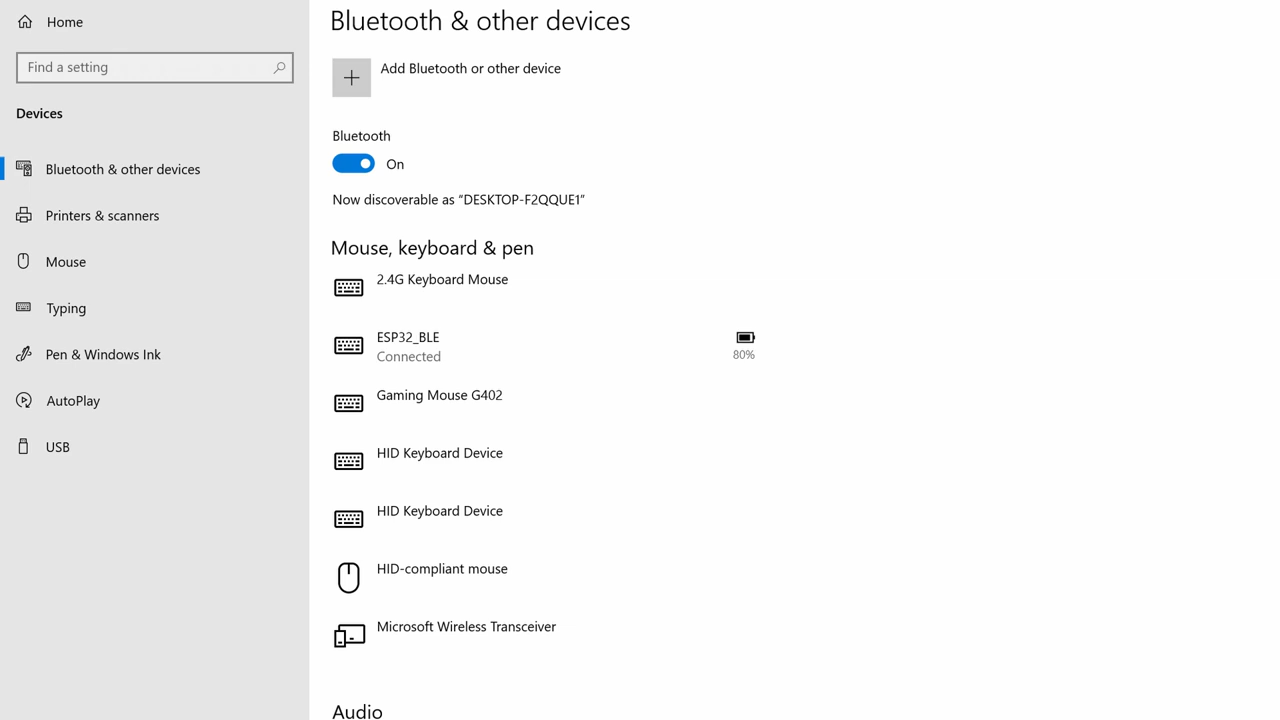 Home
Find a setting
Devices
Bluetooth & other devices
Printers & scanners
Mouse
Typing
Pen & Windows Ink
AutoPlay
USB
Bluetooth & other devices
Add Bluetooth or other device
Bluetooth
On
Now discoverable as “DESKTOP-F2QQUE1”
Mouse, keyboard & pen
2.4G Keyboard Mouse
ESP32_BLE
Connected
80%
Gaming Mouse G402
HID Keyboard Device
HID Keyboard Device
HID-compliant mouse
Microsoft Wireless Transceiver
Audio